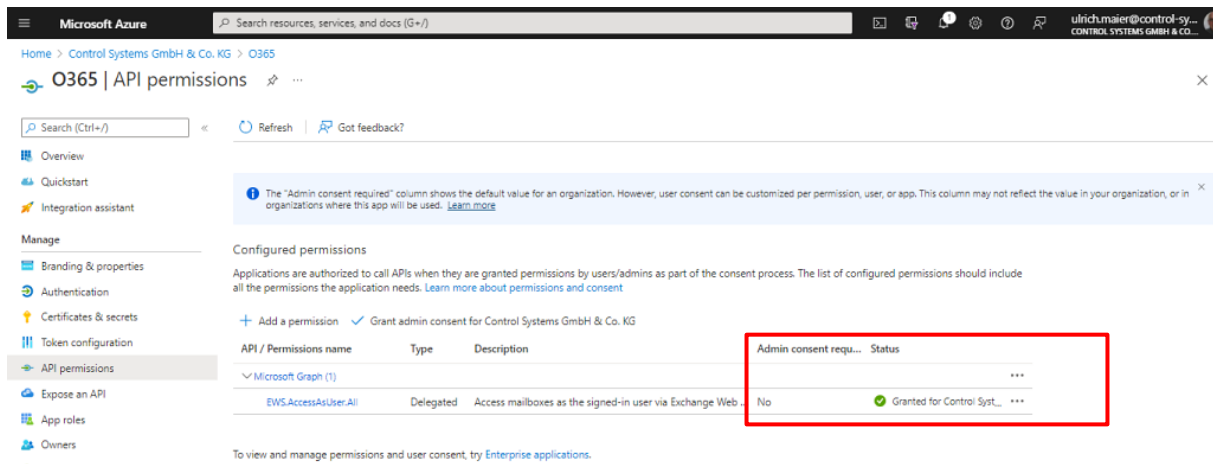 Microsoft Azure
Search resources, services, and docs (G+/)
1
ulrich.maier@control-sy...
CONTROL SYSTEMS GMBH & CO...
Home > Control Systems GmbH & Co. KG > O365
O365 | API permissions
Search (Ctrl+/)
Refresh
Got feedback?
Overview
Quickstart
Integration assistant
The "Admin consent required" column shows the default value for an organization. However, user consent can be customized per permission, user, or app. This column may not reflect the value in your organization, or in
organizations where this app will be used. Learn more
Manage
Branding & properties
Authentication
Certificates & secrets
Token configuration
API permissions
Expose an API
App roles
Owners
Configured permissions
Applications are authorized to call APIs when they are granted permissions by users/admins as part of the consent process. The list of configured permissions should include
all the permissions the application needs. Learn more about permissions and consent
Add a permission Grant admin consent for Control Systems GmbH & Co. KG
API / Permissions name Type Description Admin consent requ... Status
Microsoft Graph (1)
EWS.AccessAsUser.All Delegated Access mailboxes as the signed-in user via Exchange Web ... No Granted for Control Syst...
To view and manage permissions and user consent, try Enterprise applications.